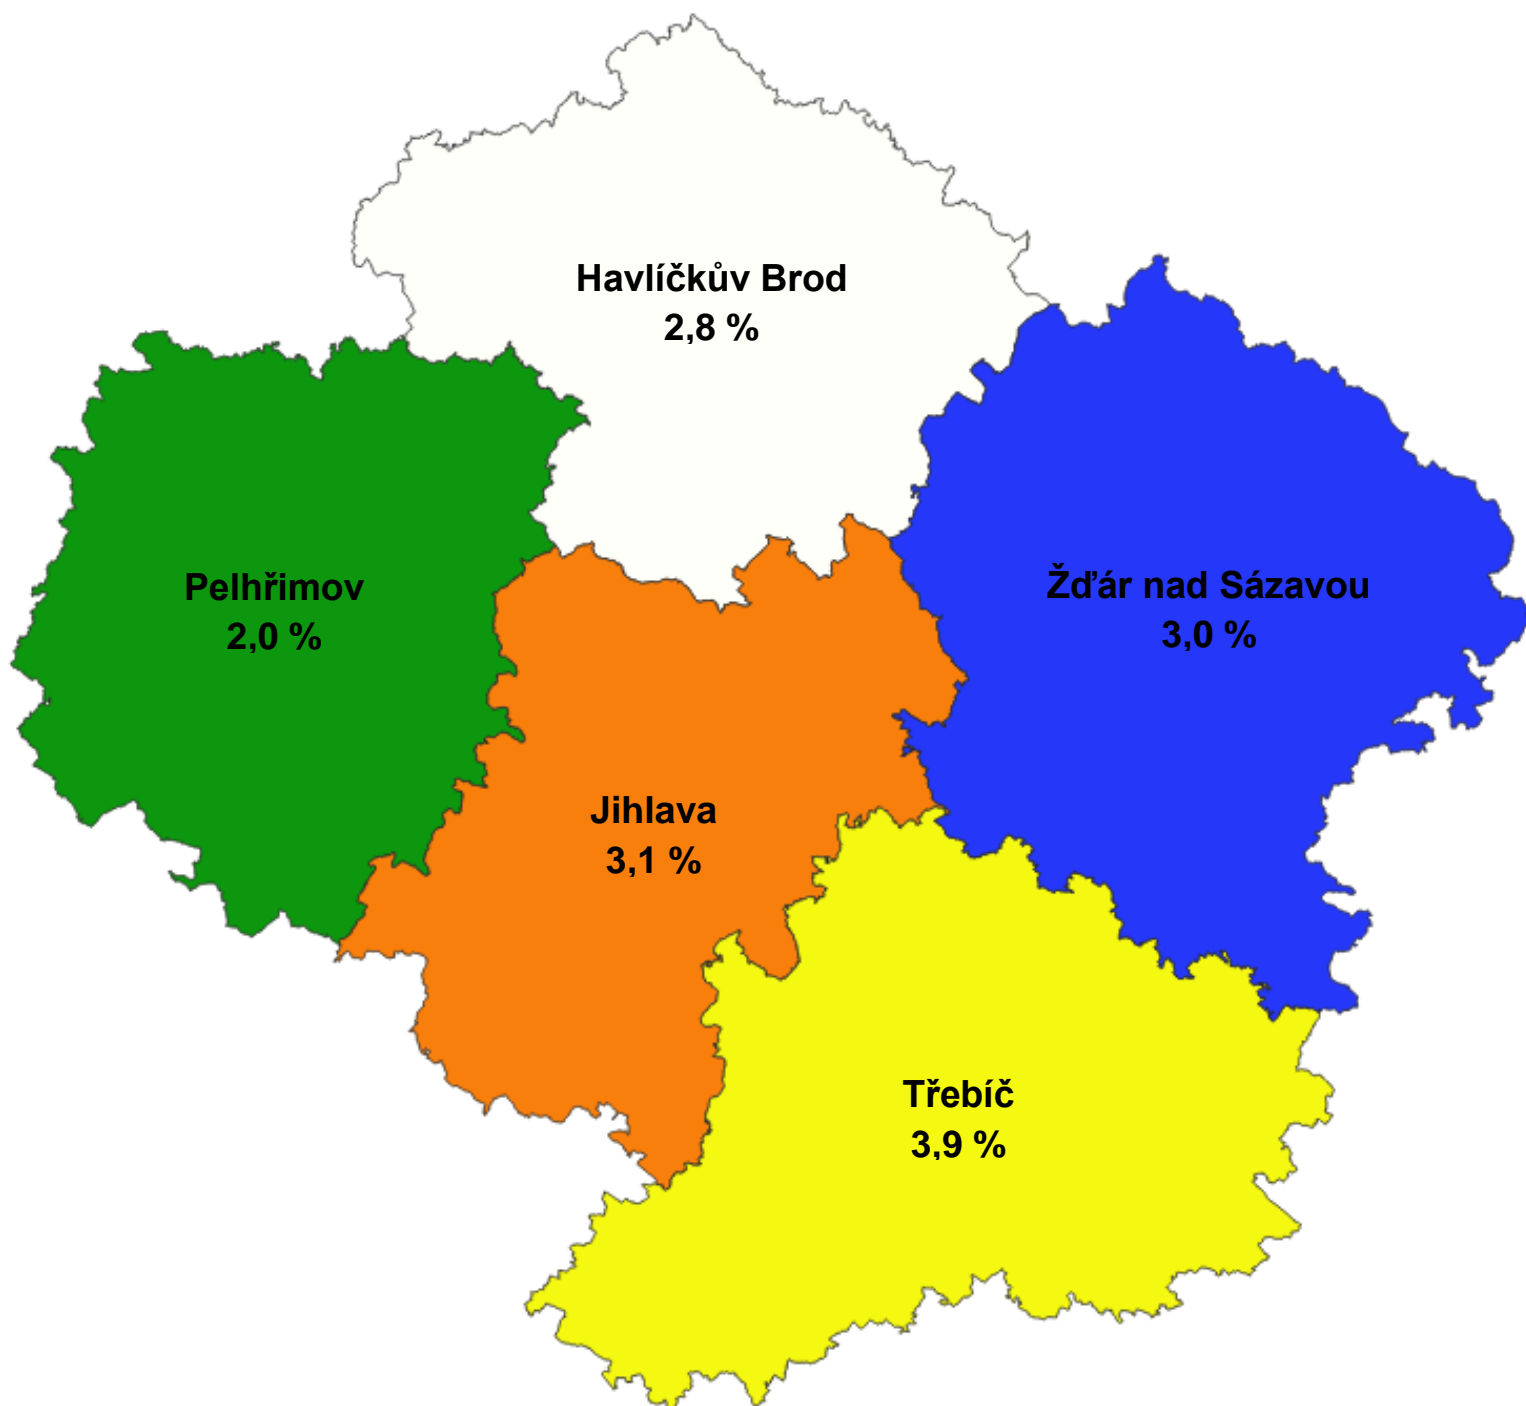 Havlíčkův Brod
2,8 %
Pelhřimov
2,0 %
Žďár nad Sázavou
3,0 %
Jihlava
3,1 %
Třebíč
3,9 %